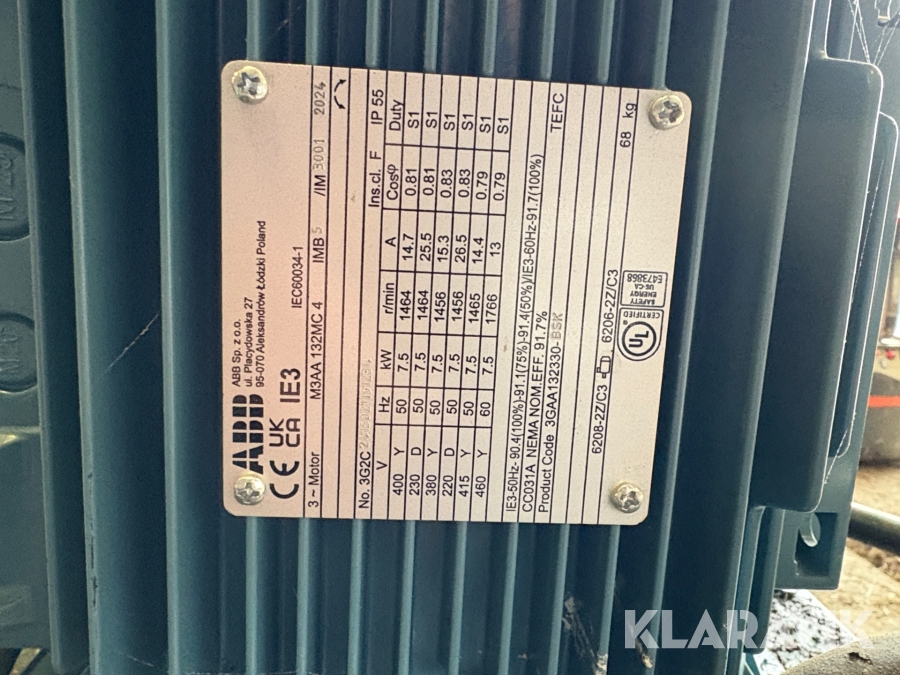 ABB
ABB Sp. z o.o.
ul. Placydowska 27
95-070 Aleksandrów Łódzki Poland
CE UK CA IE3 IEC60034-1
3 ~ Motor M3AA 132MC 4 IMB 5 /IM 3001 2024
No. 3G2C Ins.cl. F IP 55
V Hz kW r/min A Cosφ Duty
400 Y 50 7.5 1464 14.7 0.81 S1
230 D 50 7.5 1464 25.5 0.81 S1
380 Y 50 7.5 1456 15.3 0.83 S1
220 D 50 7.5 1456 26.5 0.83 S1
415 Y 50 7.5 1465 14.4 0.79 S1
460 Y 60 7.5 1766 13 0.79 S1
IE3-50Hz- 90.4(100%)-91.1(75%)-91.4(50%)/IE3-60Hz-91.7(100%)
CC031A NEMA NOM.EFF. 91.7% TEFC
Product Code 3GAA132330-BSK
6208-2Z/C3 6206-2Z/C3 68 kg
CERTIFIED
UL
SAFETY
ENERGY
US-CA
E473868
KLARAVIK